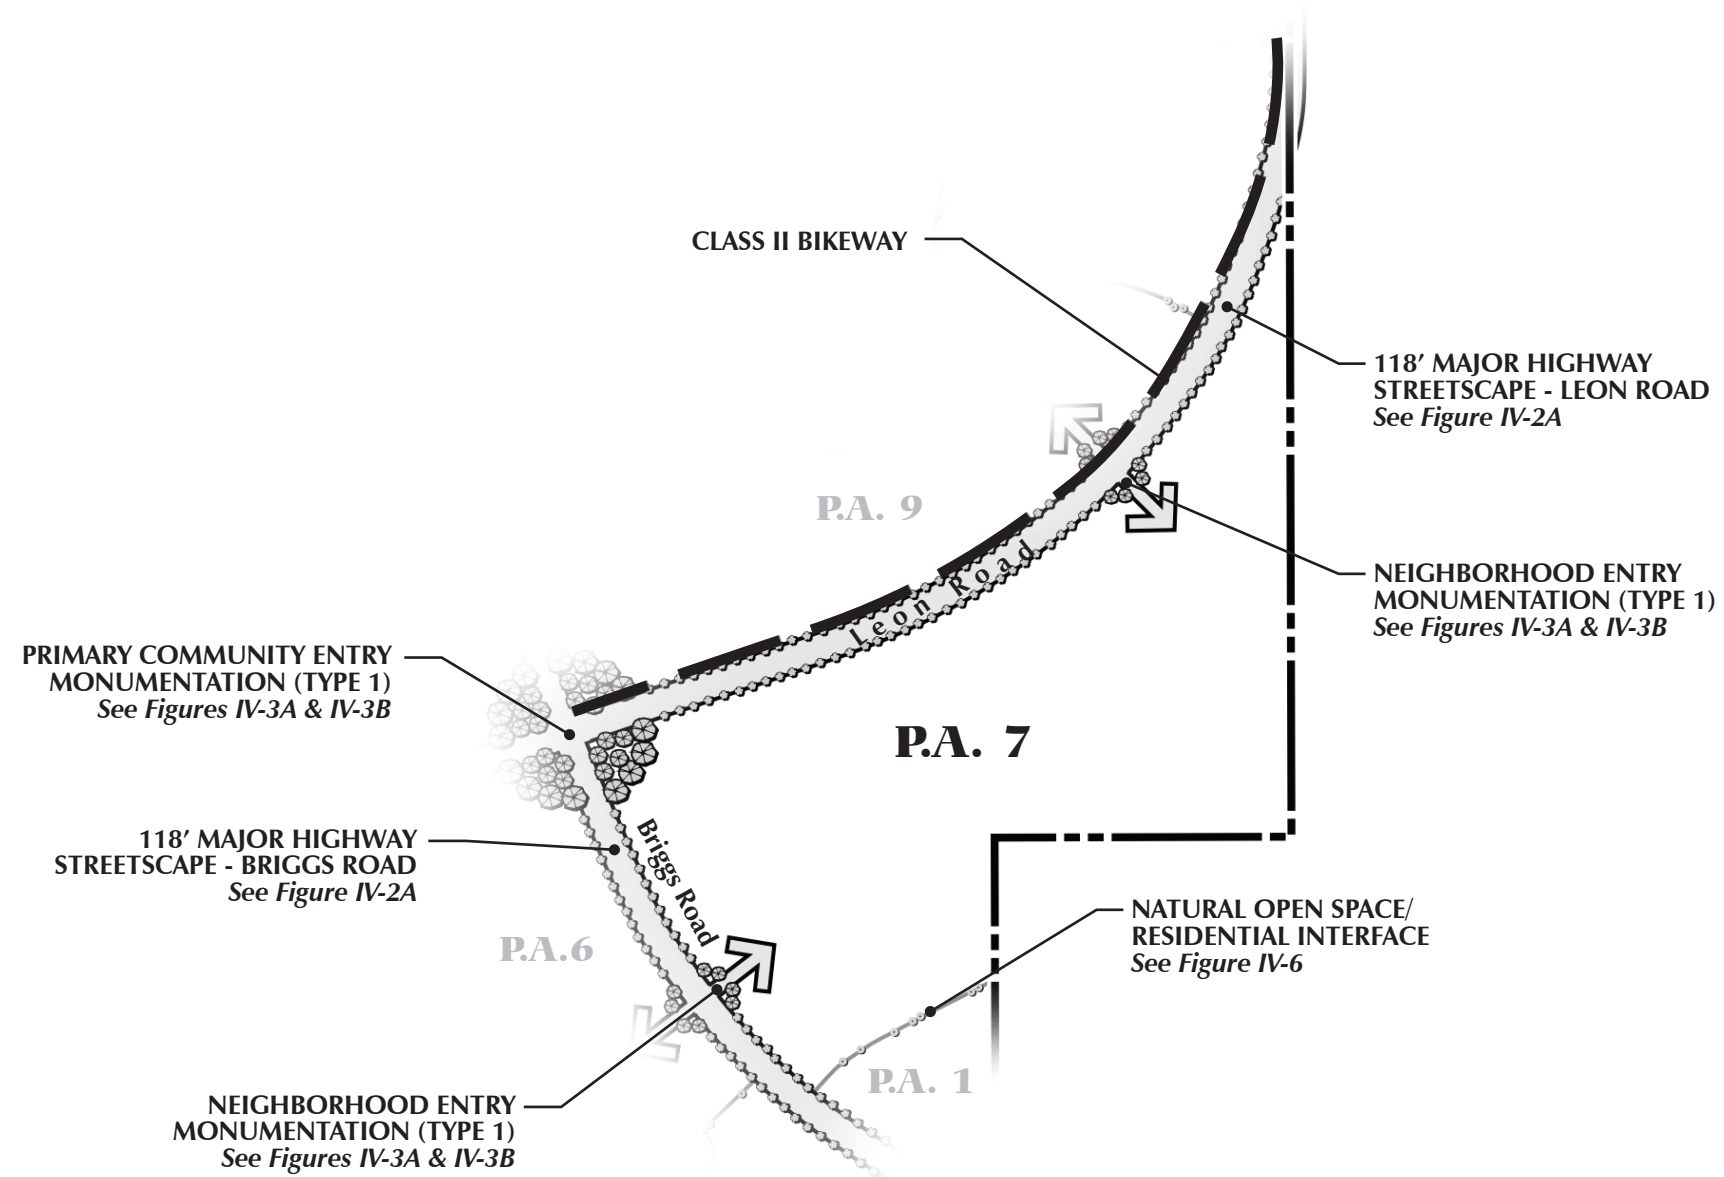 CLASS II BIKEWAY
118’ MAJOR HIGHWAY
STREETSCAPE - LEON ROAD
See Figure IV-2A
P.A. 9
Leon Road
NEIGHBORHOOD ENTRY
MONUMENTATION (TYPE 1)
See Figures IV-3A & IV-3B
PRIMARY COMMUNITY ENTRY
MONUMENTATION (TYPE 1)
See Figures IV-3A & IV-3B
P.A. 7
118’ MAJOR HIGHWAY
STREETSCAPE - BRIGGS ROAD
See Figure IV-2A
Briggs Road
P.A.6
NATURAL OPEN SPACE/
RESIDENTIAL INTERFACE
See Figure IV-6
P.A. 1
NEIGHBORHOOD ENTRY
MONUMENTATION (TYPE 1)
See Figures IV-3A & IV-3B